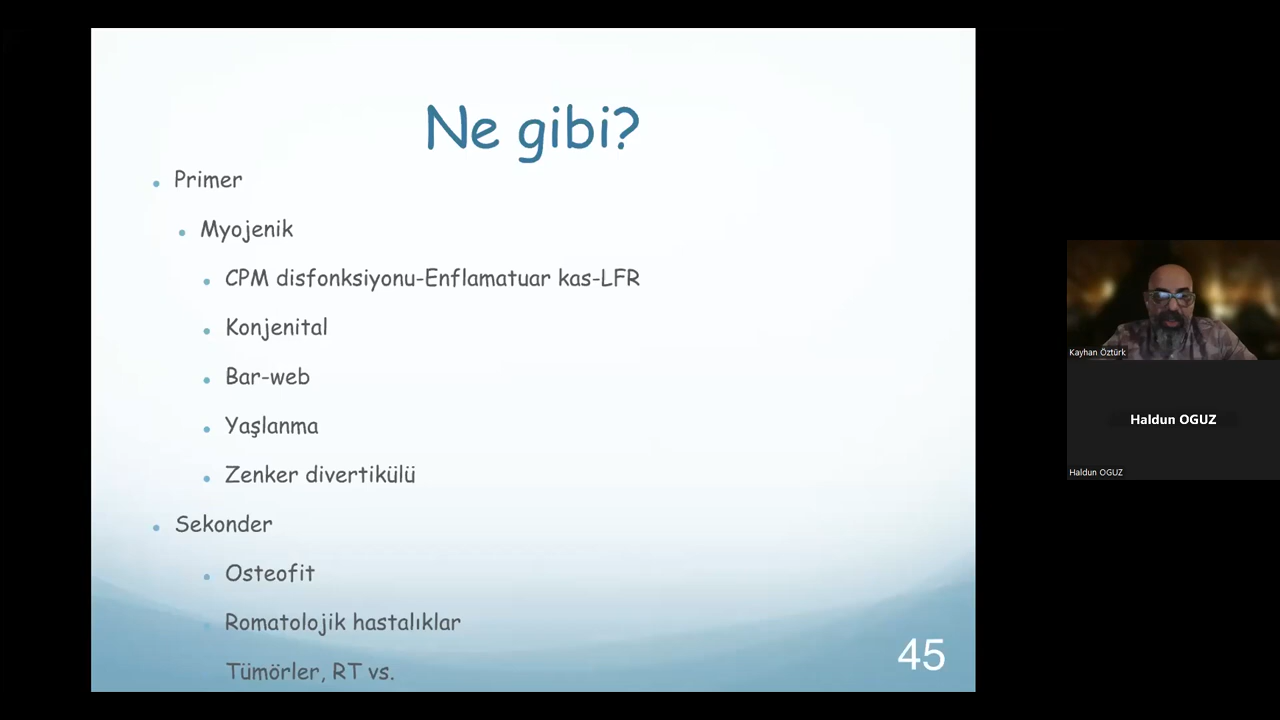 Ne gibi?
Primer
Myojenik
CPM disfonksiyonu-Enflamatuar kas-LFR
Konjenital
Bar-web
Yaşlanma
Zenker divertikülü
Sekonder
Osteofit
Romatolojik hastalıklar
Tümörler, RT vs.
45
Kayhan Öztürk
Haldun OGUZ
Haldun OGUZ